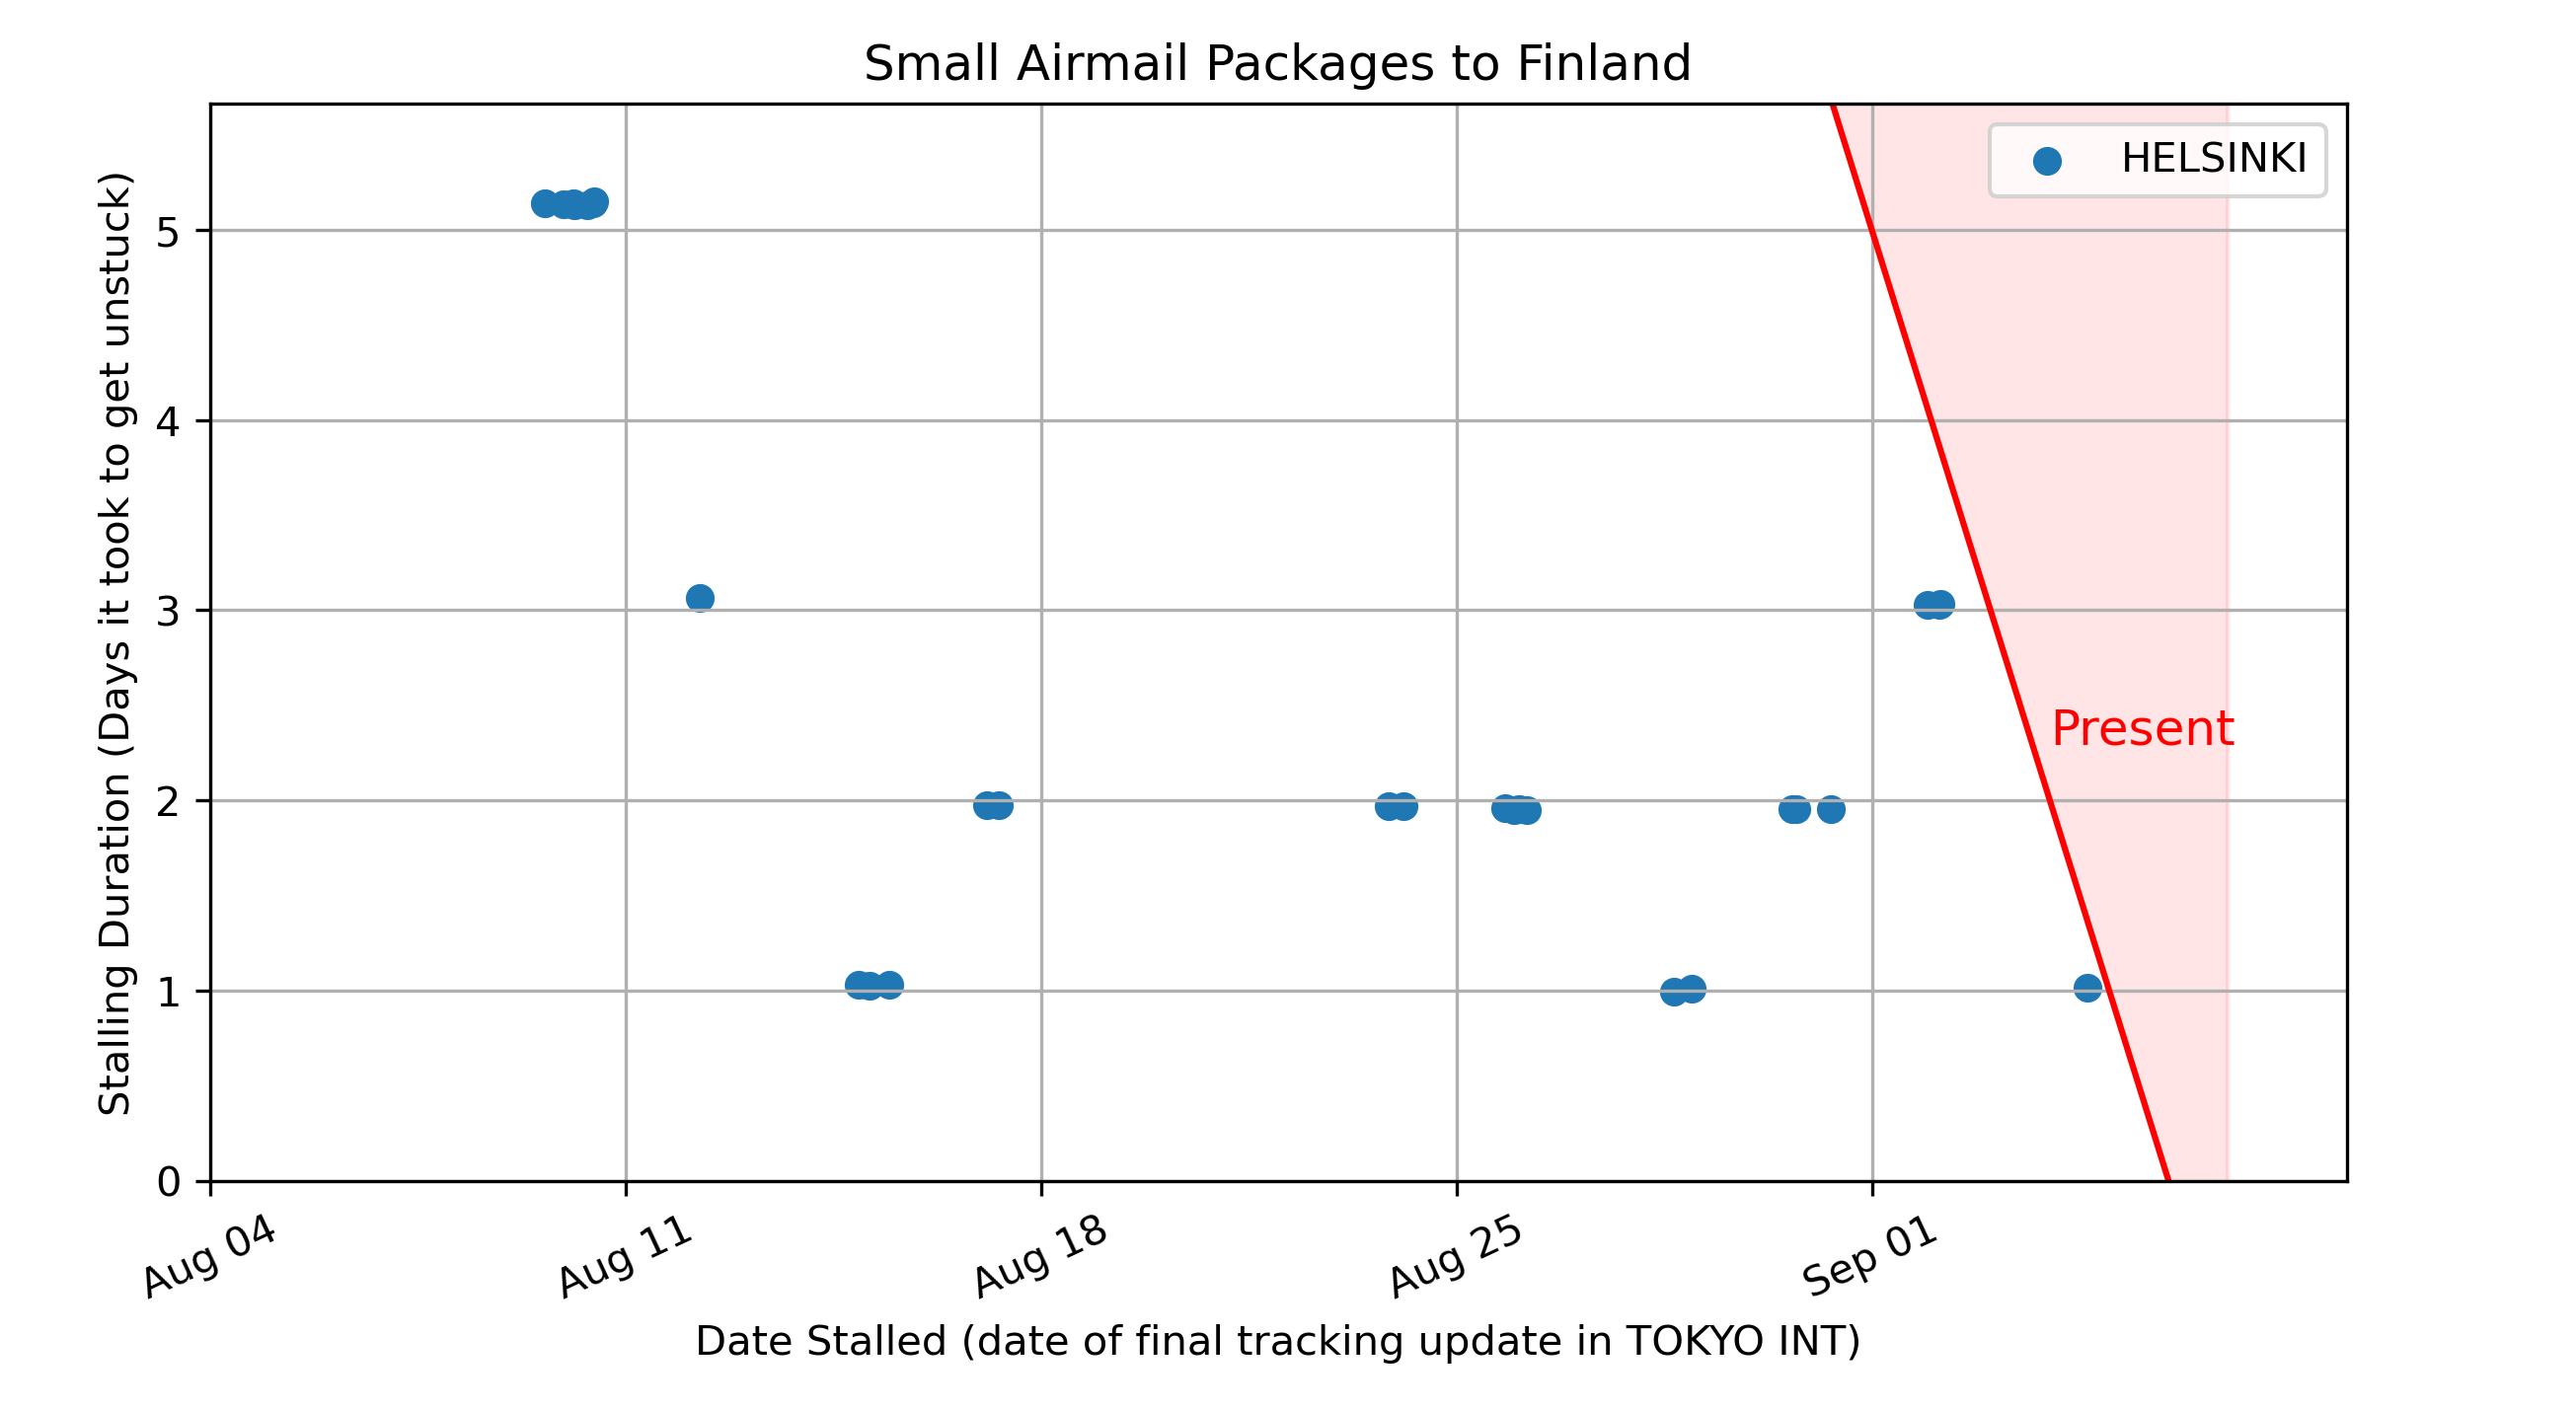 Small Airmail Packages to Finland
HELSINKI
Stalling Duration (Days it took to get unstuck)
5
4
3
2
1
0
Present
Aug 04
Aug 11
Aug 18
Aug 25
Sep 01
Date Stalled (date of final tracking update in TOKYO INT)